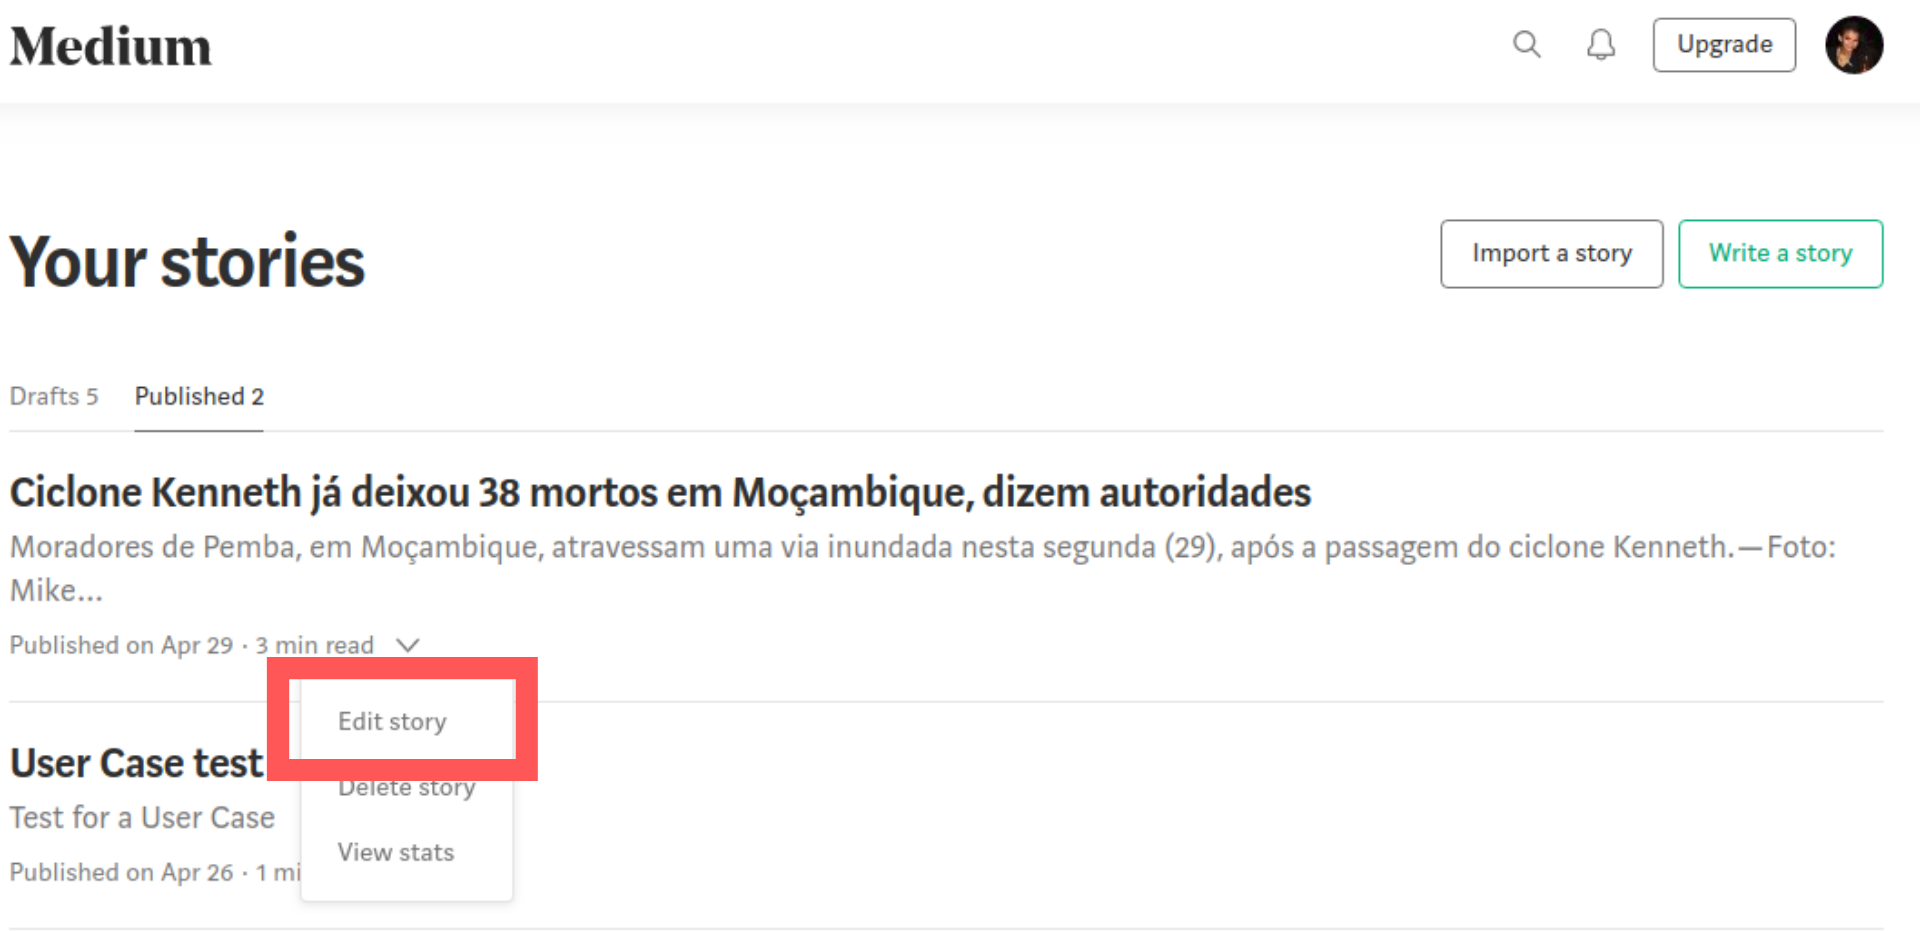 Medium
Upgrade
Your stories
Import a story
Write a story
Drafts 5
Published 2
Ciclone Kenneth já deixou 38 mortos em Moçambique, dizem autoridades
Moradores de Pemba, em Moçambique, atravessam uma via inundada nesta segunda (29), após a passagem do ciclone Kenneth. — Foto:
Mike...
Published on Apr 29 · 3 min read
Edit story
User Case test
Delete story
Test for a User Case
View stats
Published on Apr 26 · 1 mi